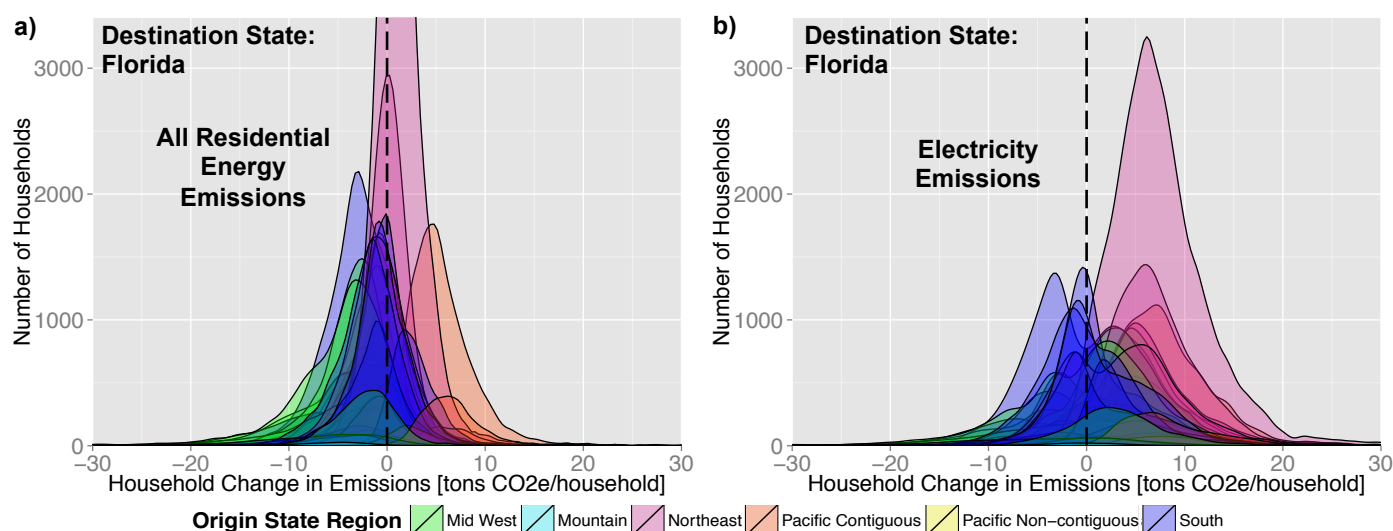 a)
Destination State:
Florida
All Residential
Energy
Emissions
Number of Households
3000
2000
1000
0
−30 −20 −10 0 10 20 30
Household Change in Emissions [tons CO2e/household]
b)
Destination State:
Florida
Electricity
Emissions
Number of Households
3000
2000
1000
0
−30 −20 −10 0 10 20 30
Household Change in Emissions [tons CO2e/household]
Origin State Region Mid West Mountain Northeast Pacific Contiguous Pacific Non−contiguous South